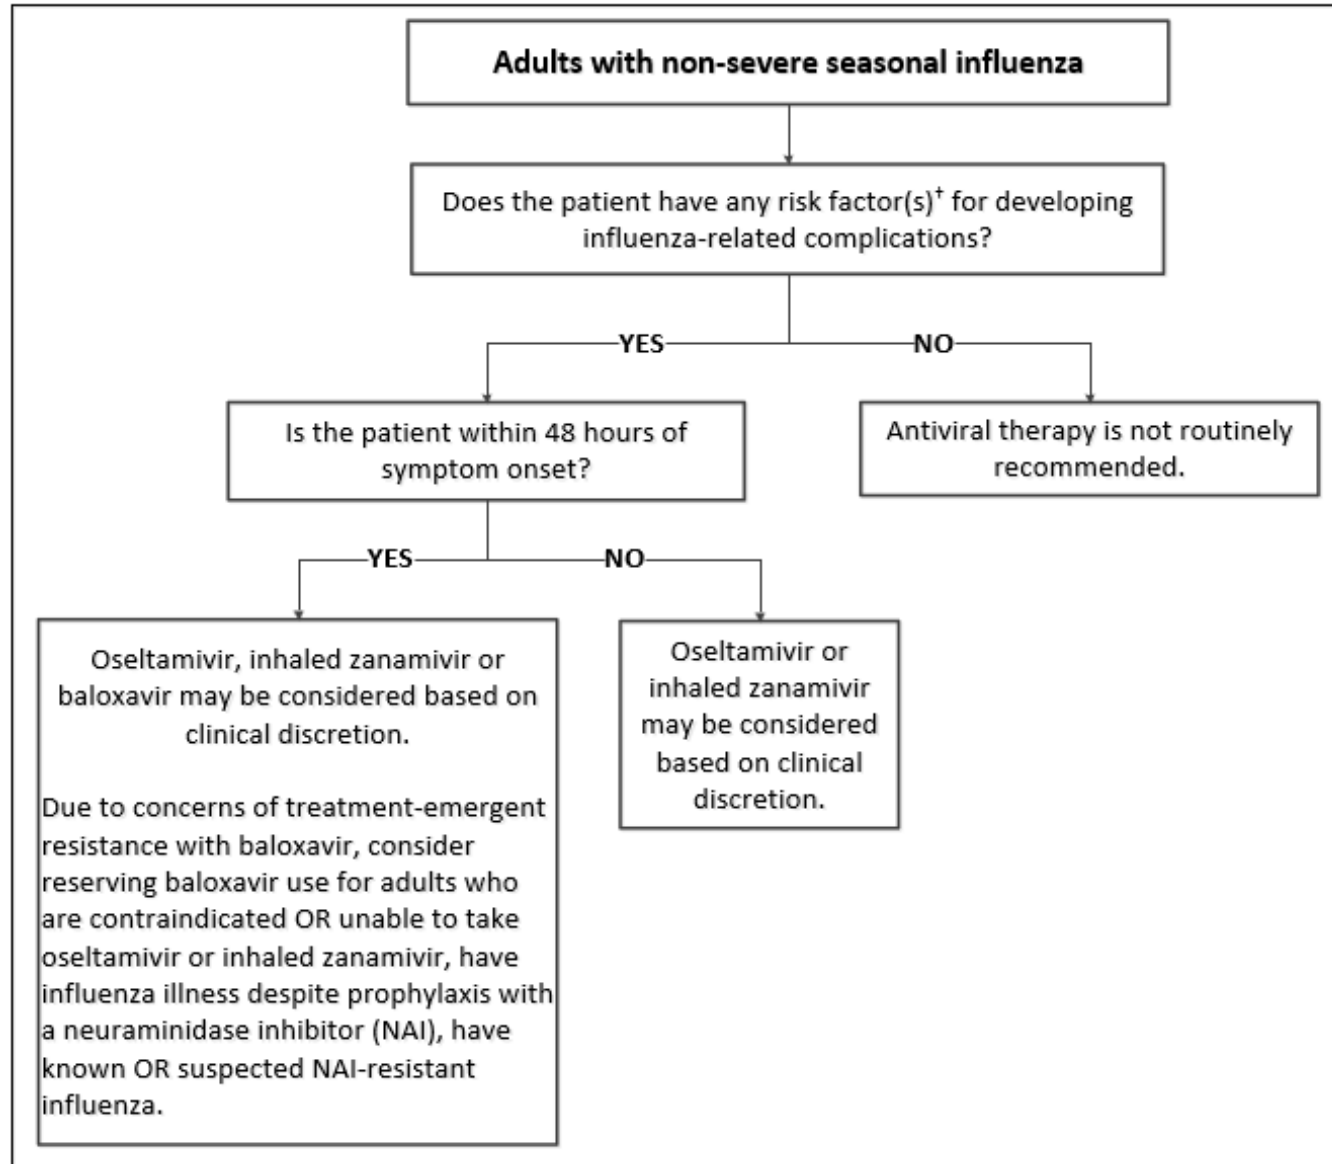 Adults with non-severe seasonal influenza
Does the patient have any risk factor(s)† for developing
influenza-related complications?
YES
NO
Is the patient within 48 hours of
symptom onset?
Antiviral therapy is not routinely
recommended.
YES
NO
Oseltamivir, inhaled zanamivir or
baloxavir may be considered based on
clinical discretion.
Due to concerns of treatment-emergent
resistance with baloxavir, consider
reserving baloxavir use for adults who
are contraindicated OR unable to take
oseltamivir or inhaled zanamivir, have
influenza illness despite prophylaxis with
a neuraminidase inhibitor (NAI), have
known OR suspected NAI-resistant
influenza.
Oseltamivir or
inhaled zanamivir
may be considered
based on clinical
discretion.